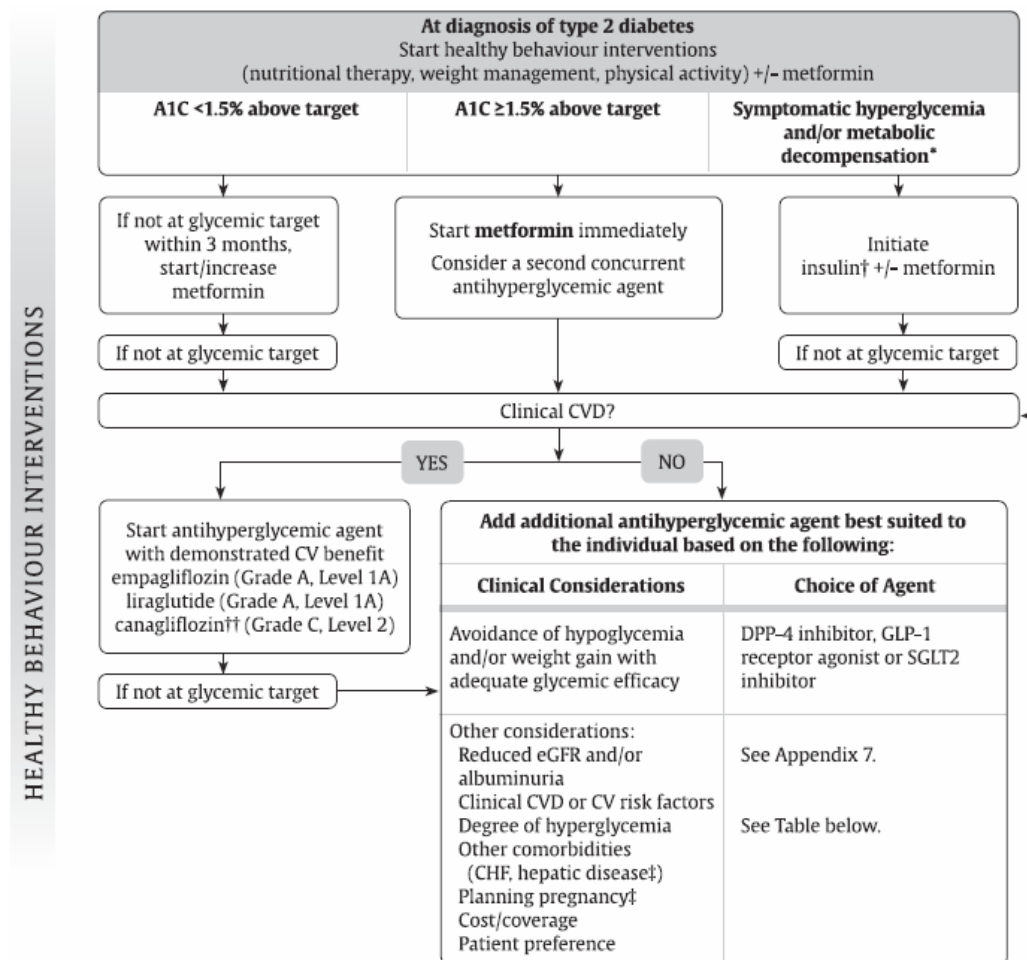 HEALTHY BEHAVIOUR INTERVENTIONS
At diagnosis of type 2 diabetes
Start healthy behaviour interventions
(nutritional therapy, weight management, physical activity) +/- metformin
A1C <1.5% above target
A1C ≥1.5% above target
Symptomatic hyperglycemia
and/or metabolic
decompensation*
If not at glycemic target
within 3 months,
start/increase
metformin
Start metformin immediately
Consider a second concurrent
antihyperglycemic agent
Initiate
insulin† +/- metformin
If not at glycemic target
If not at glycemic target
Clinical CVD?
YES
NO
Start antihyperglycemic agent
with demonstrated CV benefit
empagliflozin (Grade A, Level 1A)
liraglutide (Grade A, Level 1A)
canagliflozin†† (Grade C, Level 2)
If not at glycemic target
Add additional antihyperglycemic agent best suited to
the individual based on the following:
Clinical Considerations
Choice of Agent
Avoidance of hypoglycemia
and/or weight gain with
adequate glycemic efficacy
DPP-4 inhibitor, GLP-1
receptor agonist or SGLT2
inhibitor
Other considerations:
Reduced eGFR and/or
albuminuria
Clinical CVD or CV risk factors
Degree of hyperglycemia
Other comorbidities
(CHF, hepatic disease‡)
Planning pregnancy‡
Cost/coverage
Patient preference
See Appendix 7.
See Table below.